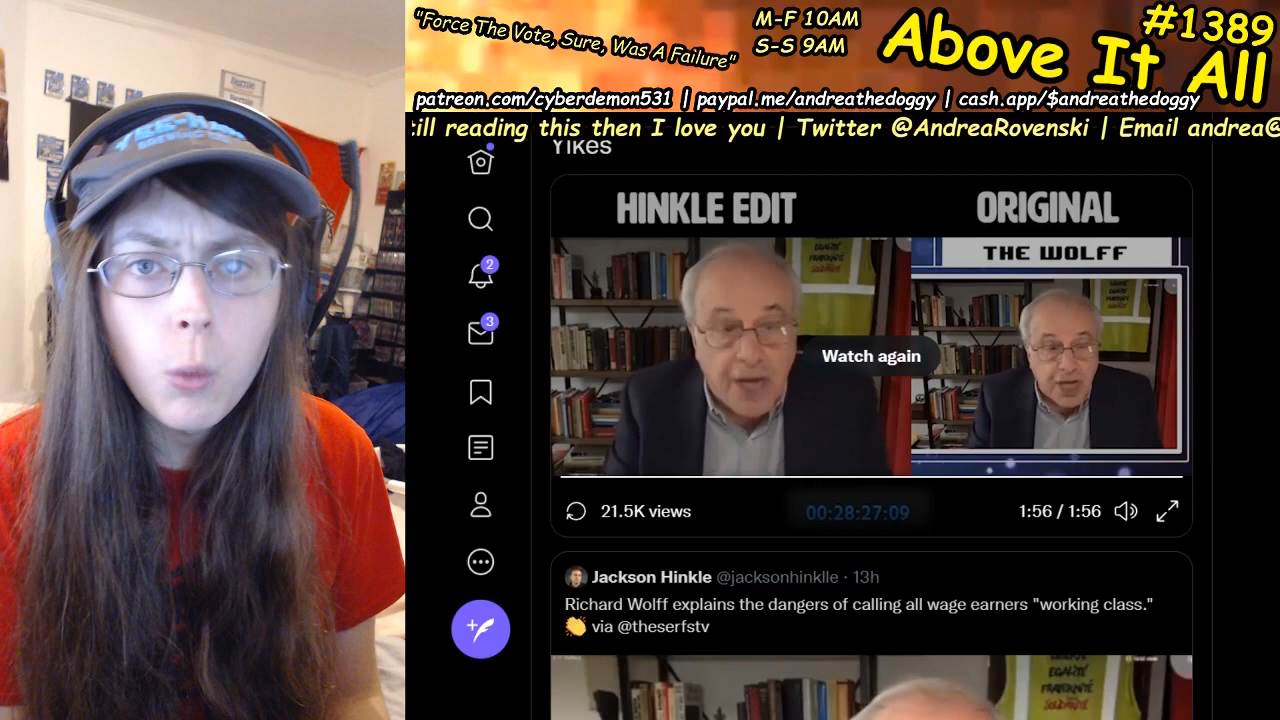 "Force The Vote, Sure, Was A Failure"
M-F 10AM
S-S 9AM
Above It All
#1389
patreon.com/cyberdemon531 | paypal.me/andreathedoggy | cash.app/$andreathedoggy
till reading this then I love you | Twitter @AndreaRovenski | Email andrea@
Yikes
HINKLE EDIT
ORIGINAL
THE WOLFF
Watch again
2
3
21.5K views
00:28:27:09
1:56 / 1:56
Jackson Hinkle @jacksonhinklle · 13h
Richard Wolff explains the dangers of calling all wage earners "working class."
👏 via @theserfstv